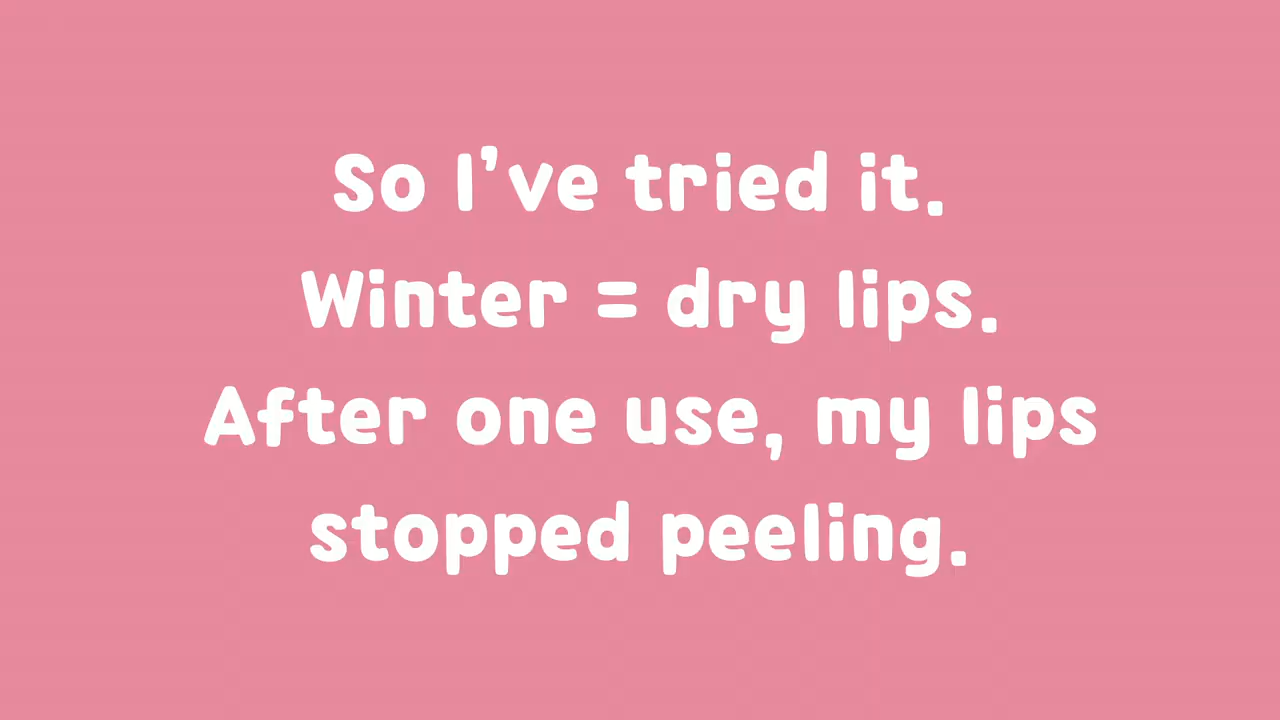 So I've tried it.
Winter = dry lips.
After one use, my lips
stopped peeling.